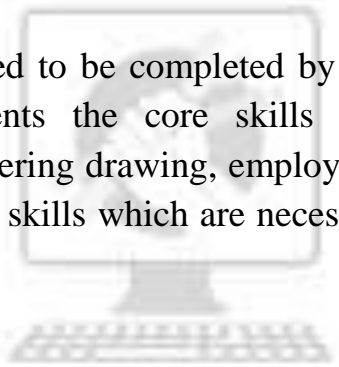 ed to be completed by
ents the core skills
ering drawing, employ
skills which are neces